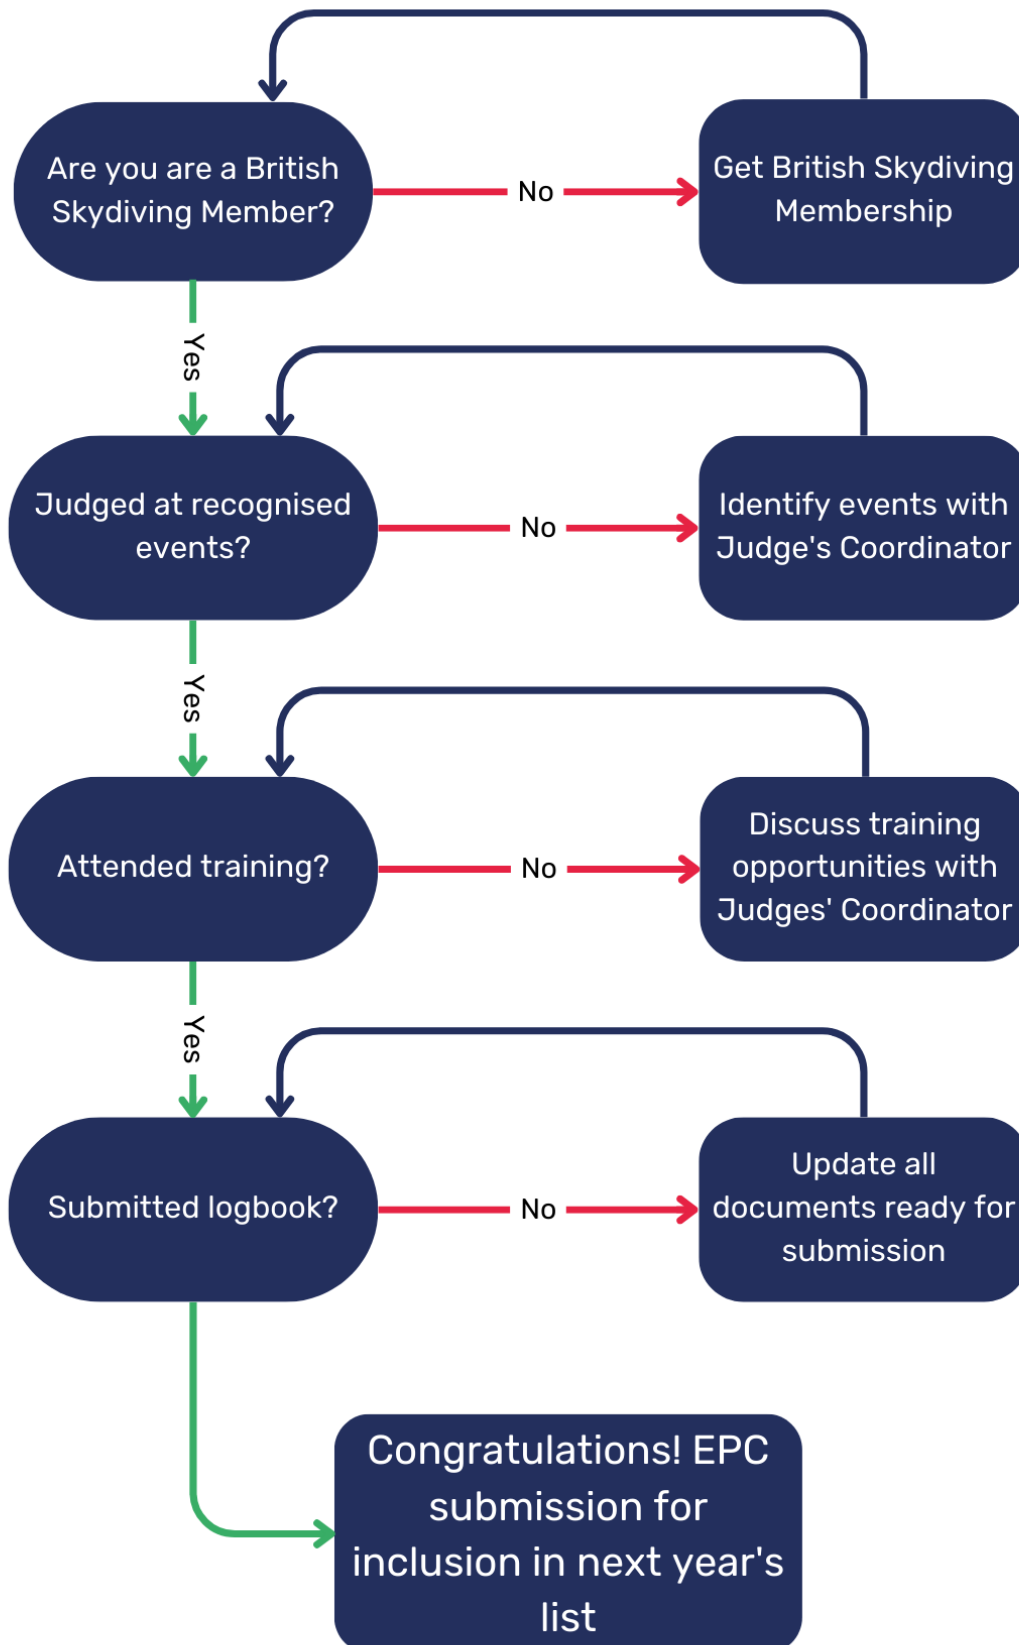 Are you are a British
Skydiving Member?
No
Get British Skydiving
Membership
Yes
Judged at recognised
events?
No
Identify events with
Judge's Coordinator
Yes
Attended training?
No
Discuss training
opportunities with
Judges' Coordinator
Yes
Submitted logbook?
No
Update all
documents ready for
submission
Congratulations! EPC
submission for
inclusion in next year's
list